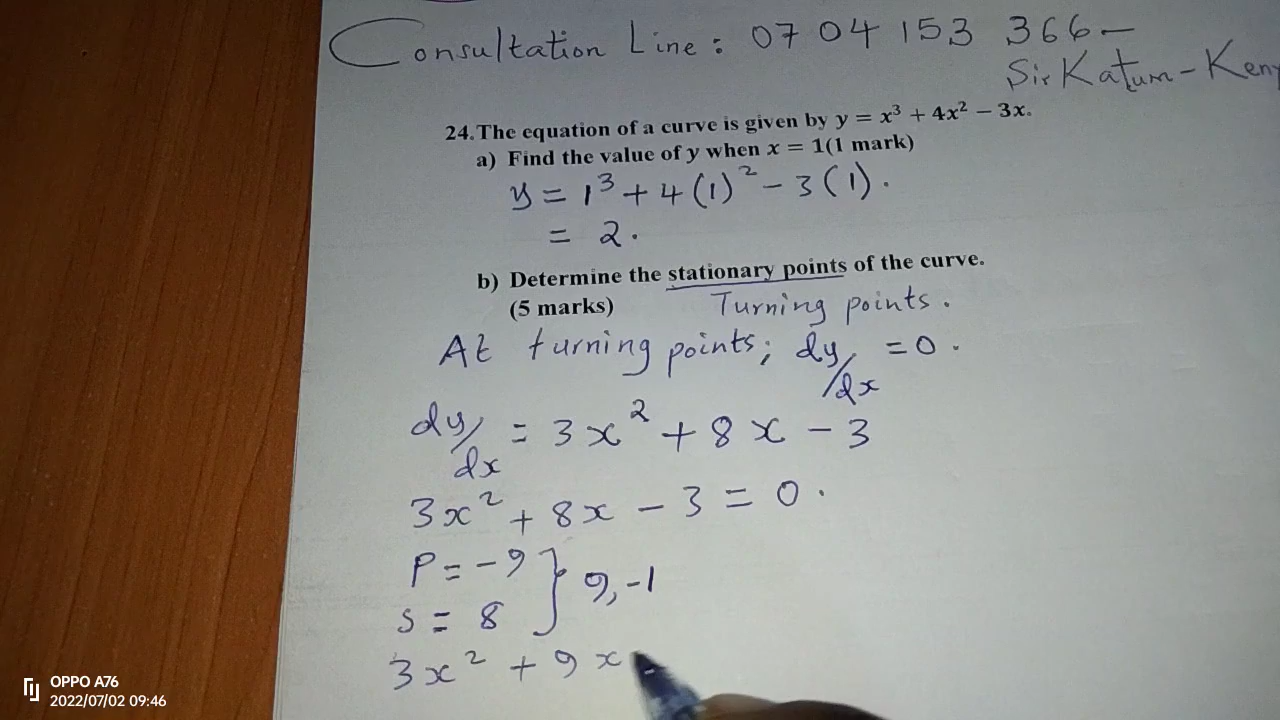 Consultation Line: 0704 153 366 -
Sir Katum - Keny
24. The equation of a curve is given by y = x³ + 4x² − 3x.
a) Find the value of y when x = 1(1 mark)
y = 1³ + 4(1)² - 3(1).
= 2.
b) Determine the stationary points of the curve.
(5 marks) Turning points.
At turning points; dy/dx = 0.
dy/dx = 3x² + 8x - 3
3x² + 8x - 3 = 0.
P = -9 } 9, -1
S = 8
3x² + 9x -
OPPO A76
2022/07/02 09:46